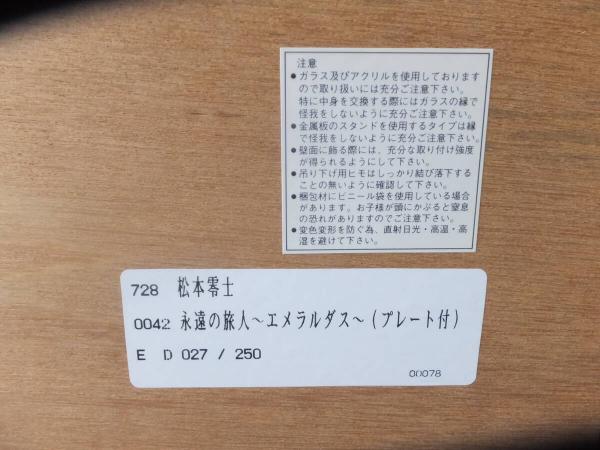 注意
●ガラス及びアクリルを使用しております
ので取り扱いには充分ご注意下さい。
特に中身を交換する際にはガラスの縁で
怪我をしないように充分ご注意下さい。
●金属板のスタンドを使用するタイプは縁
で怪我をしないように充分ご注意下さい。
●壁面に飾る際には、充分な取り付け強度
が得られるようにして下さい。
●吊り下げ用ヒモはしっかり結び落下する
ことの無いように確認して下さい。
●梱包材にビニール袋を使用している場合
があります。お子様が頭にかぶると窒息
の恐れがありますのでご注意下さい。
●変色変形を防ぐ為、直射日光・高温・高
湿を避けて下さい。
728 松本零士
0042 永遠の旅人～エメラルダス～（プレート付）
E D 027 / 250
00078